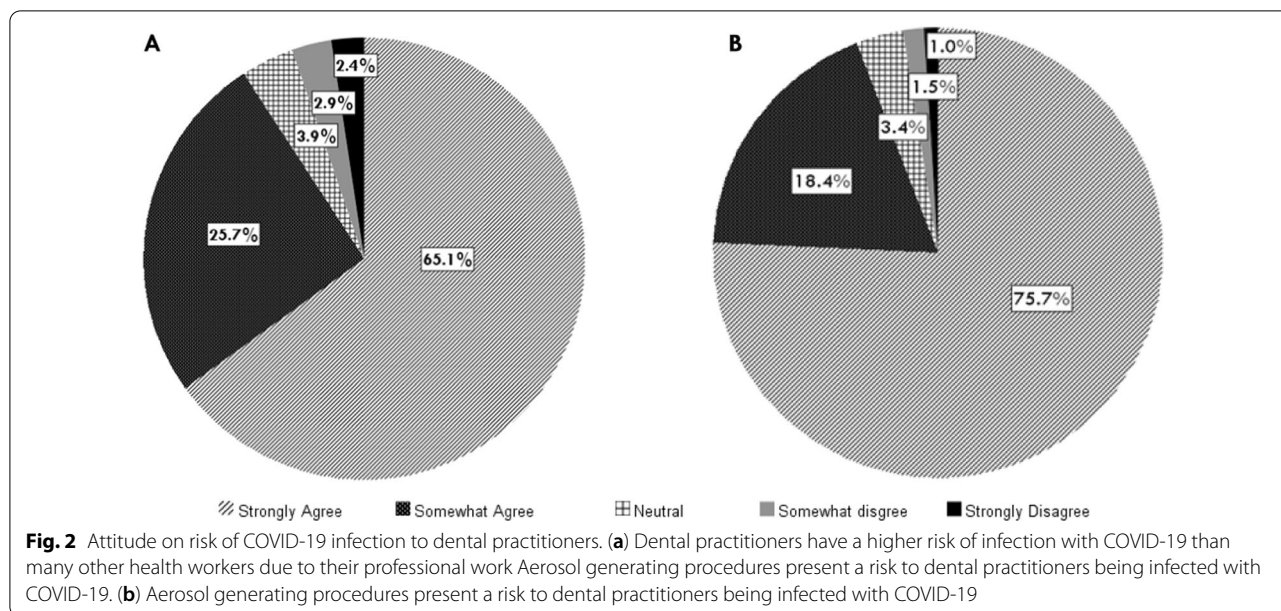 A
B
2.4%
1.0%
2.9%
1.5%
3.9%
3.4%
25.7%
18.4%
65.1%
75.7%
Strongly Agree Somewhat Agree Neutral Somewhat disgree Strongly Disagree
Fig. 2 Attitude on risk of COVID-19 infection to dental practitioners. (a) Dental practitioners have a higher risk of infection with COVID-19 than
many other health workers due to their professional work Aerosol generating procedures present a risk to dental practitioners being infected with
COVID-19. (b) Aerosol generating procedures present a risk to dental practitioners being infected with COVID-19